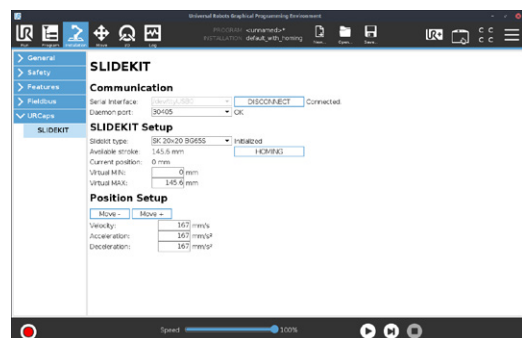 Universal Robots Graphical Programming Environment
PROGRAM <unnamed>*
INSTALLATION default_with_homing
Run Program Installation Move I/O Log New... Open... Save...
General
Safety
Features
Fieldbus
URCaps
SLIDEKIT
SLIDEKIT
Communication
Serial Interface: DISCONNECT Connected
Daemon port: 30405 OK
SLIDEKIT Setup
Slidekit type: SK 20x20 BG65S Initialized
Available stroke: 145.6 mm HOMING
Current position: 0 mm
Virtual MIN: 0 mm
Virtual MAX: 145.6 mm
Position Setup
Move - Move +
Velocity: 167 mm/s
Acceleration: 167 mm/s²
Deceleration: 167 mm/s²
Speed 100%